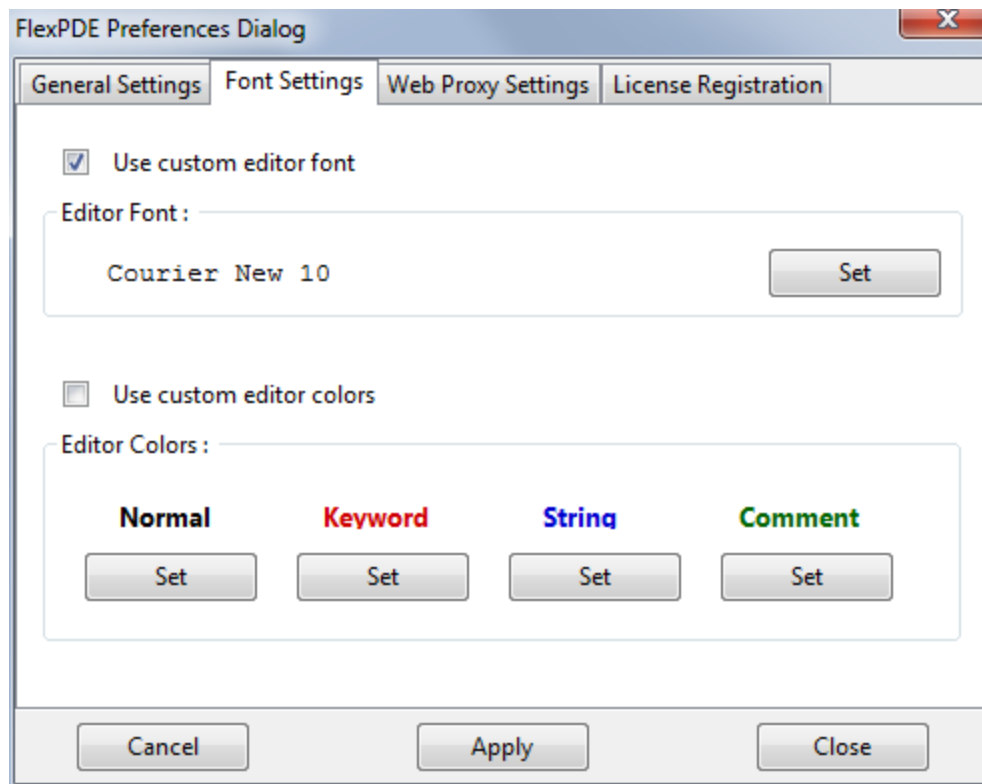 FlexPDE Preferences Dialog
General Settings Font Settings Web Proxy Settings License Registration
Use custom editor font
Editor Font :
Courier New 10 Set
Use custom editor colors
Editor Colors :
Normal Keyword String Comment
Set Set Set Set
Cancel Apply Close